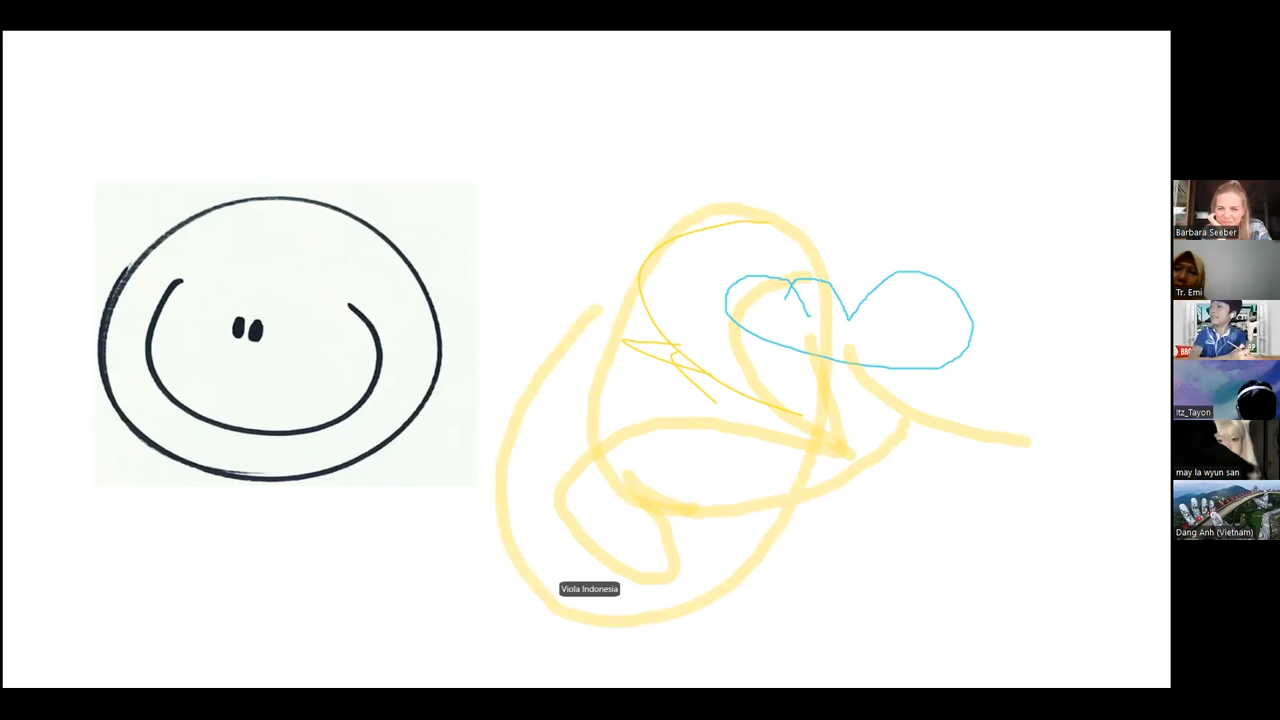 Viola Indonesia
Barbara Seeber
Tr. Emi
Itz_Tayon
may la wyun san
Dang Anh (Vietnam)